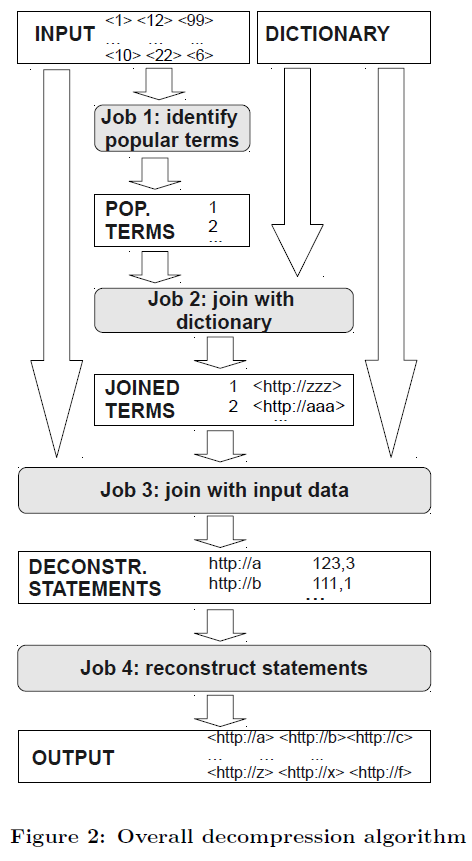 INPUT
<1> <12> <99>
... ... ...
<10> <22> <6>
DICTIONARY
Job 1: identify
popular terms
POP. 1
TERMS 2
...
Job 2: join with
dictionary
JOINED 1 <http://zzz>
TERMS 2 <http://aaa>
...
Job 3: join with input data
DECONSTR. http://a 123,3
STATEMENTS http://b 111,1
...
Job 4: reconstruct statements
OUTPUT
<http://a> <http://b><http://c>
... ... ...
<http://z> <http://x> <http://f>
Figure 2: Overall decompression algorithm